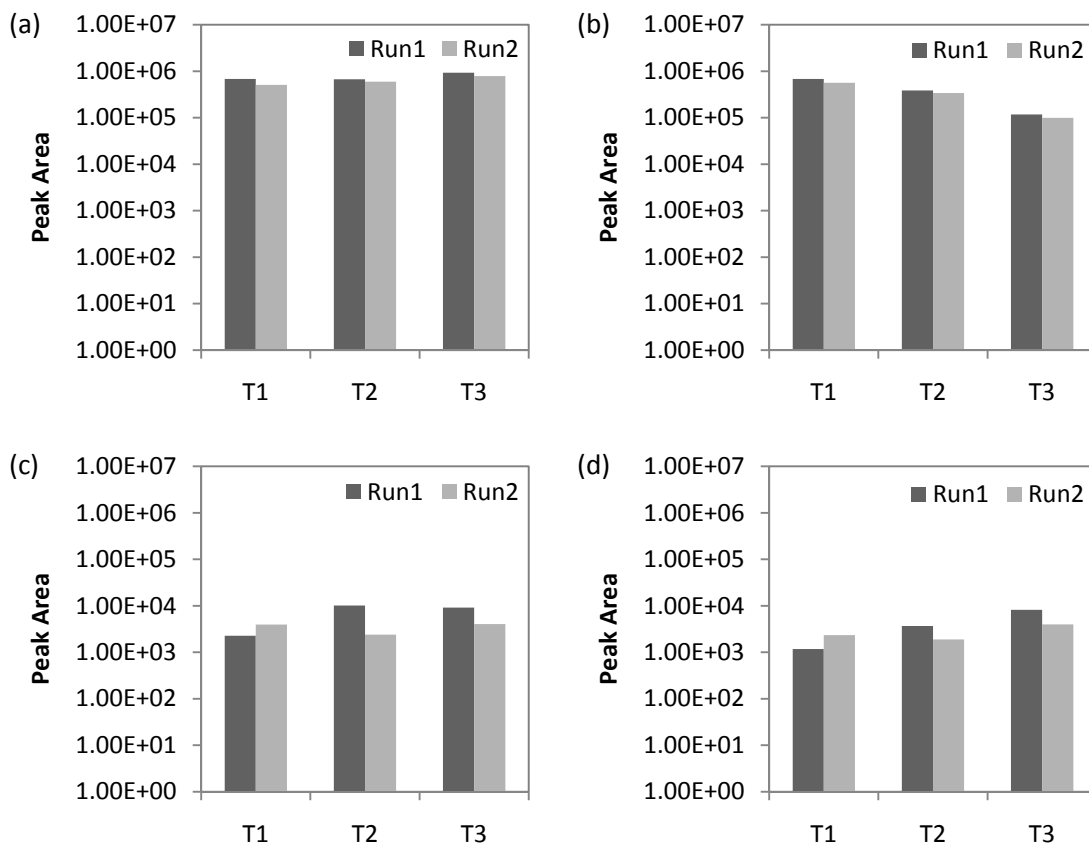 (a)
Peak Area
1.00E+07
1.00E+06
1.00E+05
1.00E+04
1.00E+03
1.00E+02
1.00E+01
1.00E+00
Run1 Run2
T1 T2 T3
(b)
Peak Area
1.00E+07
1.00E+06
1.00E+05
1.00E+04
1.00E+03
1.00E+02
1.00E+01
1.00E+00
Run1 Run2
T1 T2 T3
(c)
Peak Area
1.00E+07
1.00E+06
1.00E+05
1.00E+04
1.00E+03
1.00E+02
1.00E+01
1.00E+00
Run1 Run2
T1 T2 T3
(d)
Peak Area
1.00E+07
1.00E+06
1.00E+05
1.00E+04
1.00E+03
1.00E+02
1.00E+01
1.00E+00
Run1 Run2
T1 T2 T3